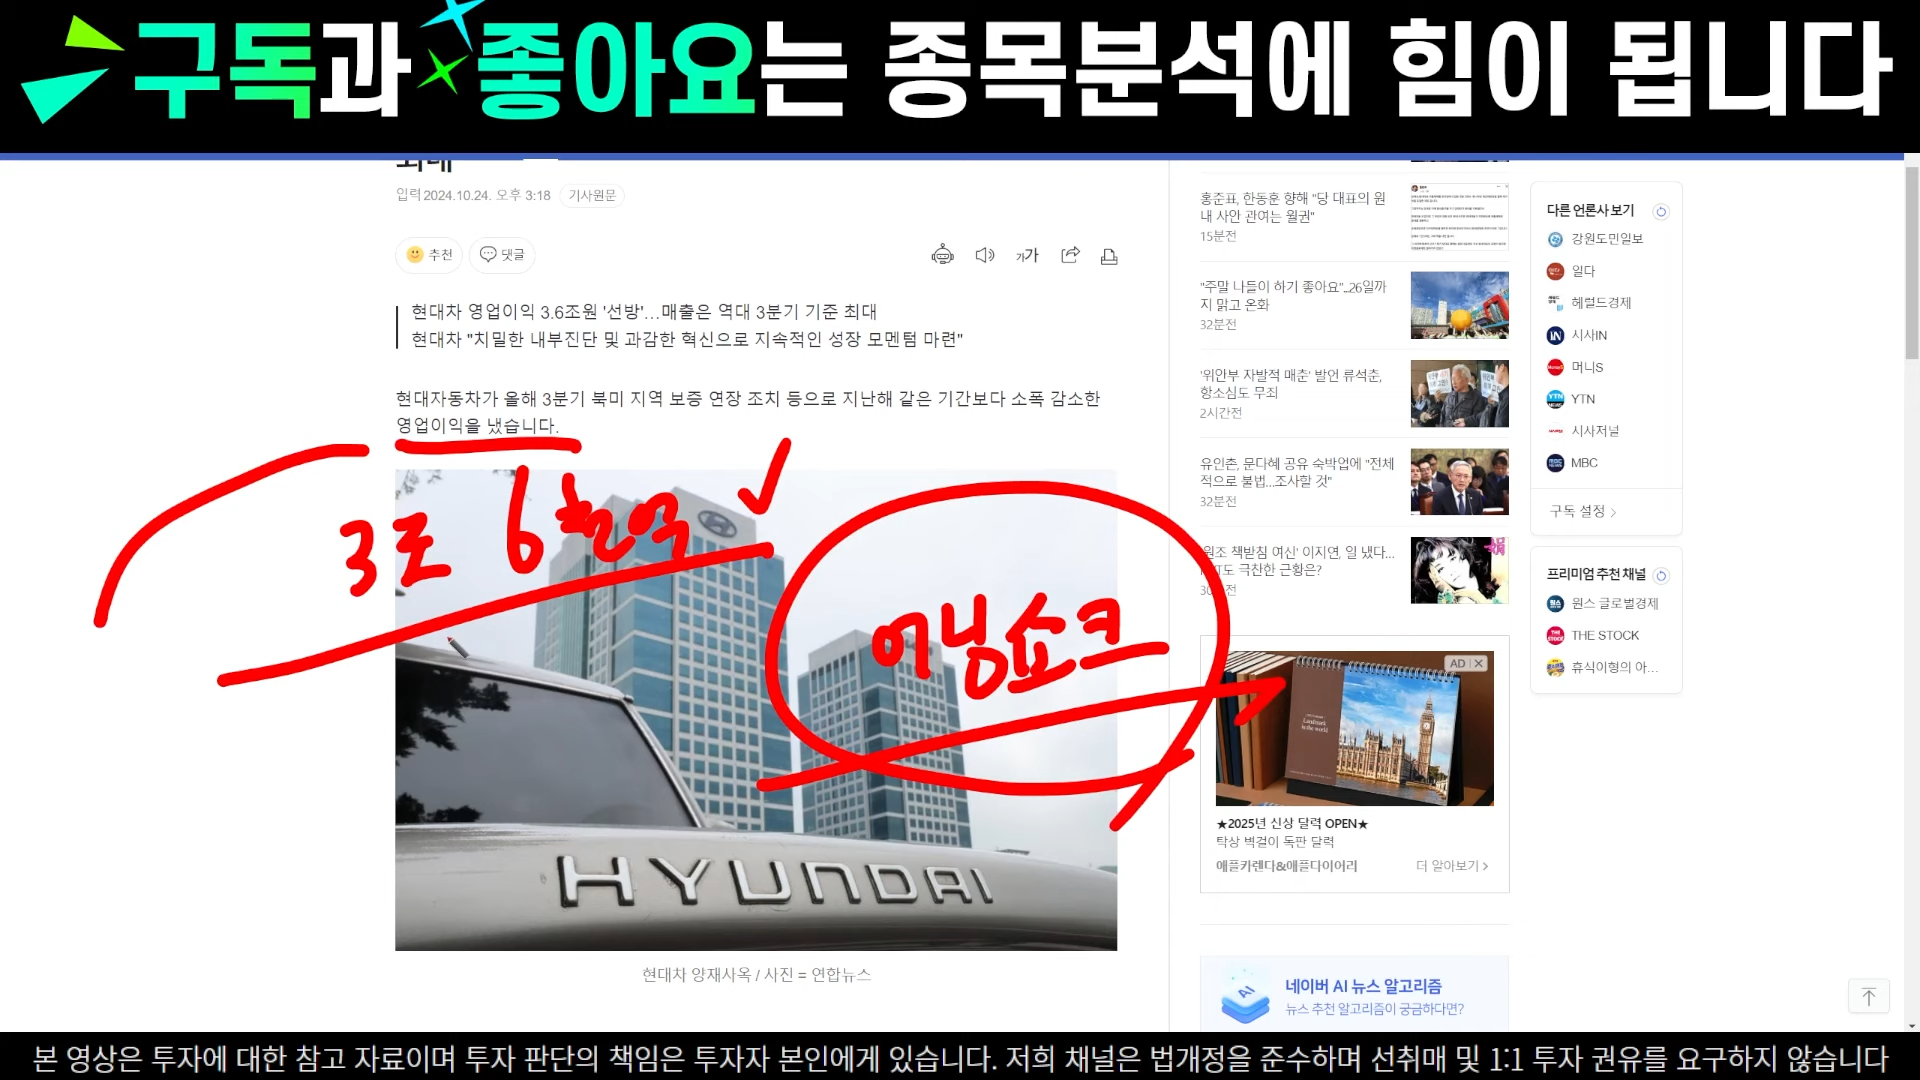 구독과 좋아요는 종목분석에 힘이 됩니다
입력 2024.10.24. 오후 3:18 기사원문
추천 댓글
가가
현대차 영업이익 3.6조원 '선방'…매출은 역대 3분기 기준 최대
현대차 "치밀한 내부진단 및 과감한 혁신으로 지속적인 성장 모멘텀 마련"
현대자동차가 올해 3분기 북미 지역 보증 연장 조치 등으로 지난해 같은 기간보다 소폭 감소한
영업이익을 냈습니다.
3조 6천억
어닝쇼크
HYUNDAI
현대차 양재사옥 / 사진 = 연합뉴스
홍준표, 한동훈 향해 "당 대표의 원
내 사안 관여는 월권"
15분전
"주말 나들이 하기 좋아요"...26일까
지 맑고 온화
32분전
'위안부 자발적 매춘' 발언 류석춘,
항소심도 무죄
2시간전
유인촌, 문다혜 공유 숙박업에 "전체
적으로 불법...조사할 것"
32분전
원조 책받침 여신' 이지연, 일 냈다...
도 극찬한 근황은?
전
AD
★2025년 신상 달력 OPEN★
탁상 벽걸이 독판 달력
애플카렌다&애플다이어리 더 알아보기
네이버 AI 뉴스 알고리즘
뉴스 추천 알고리즘이 궁금하다면?
다른 언론사 보기
강원도민일보
일다
헤럴드경제
시사IN
머니S
YTN
시사저널
MBC
구독 설정
프리미엄 추천 채널
원스 글로벌경제
THE STOCK
휴식이형의 아...
본 영상은 투자에 대한 참고 자료이며 투자 판단의 책임은 투자자 본인에게 있습니다. 저희 채널은 법개정을 준수하며 선취매 및 1:1 투자 권유를 요구하지 않습니다